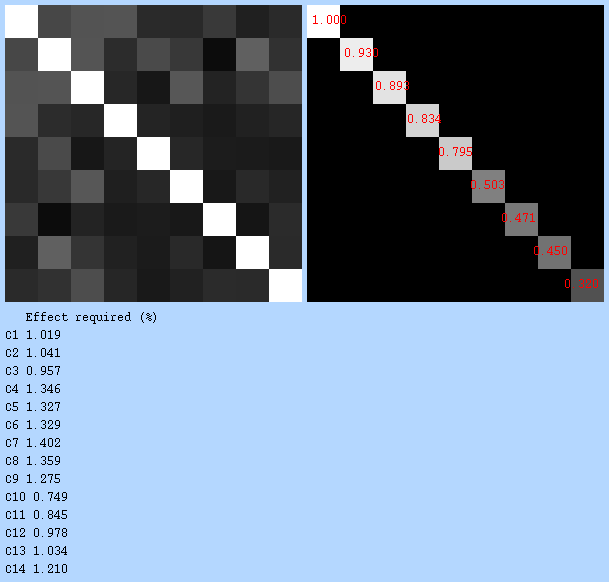 1.000
0.930
0.893
0.834
0.795
0.503
0.471
0.450
Effect required (%)
C1 1.019
C2 1.041
C3 0.957
C4 1.346
C5 1.327
C6 1.329
C7 1.402
C8 1.359
C9 1.275
C10 0.749
C11 0.845
C12 0.978
C13 1.034
C14 1.210